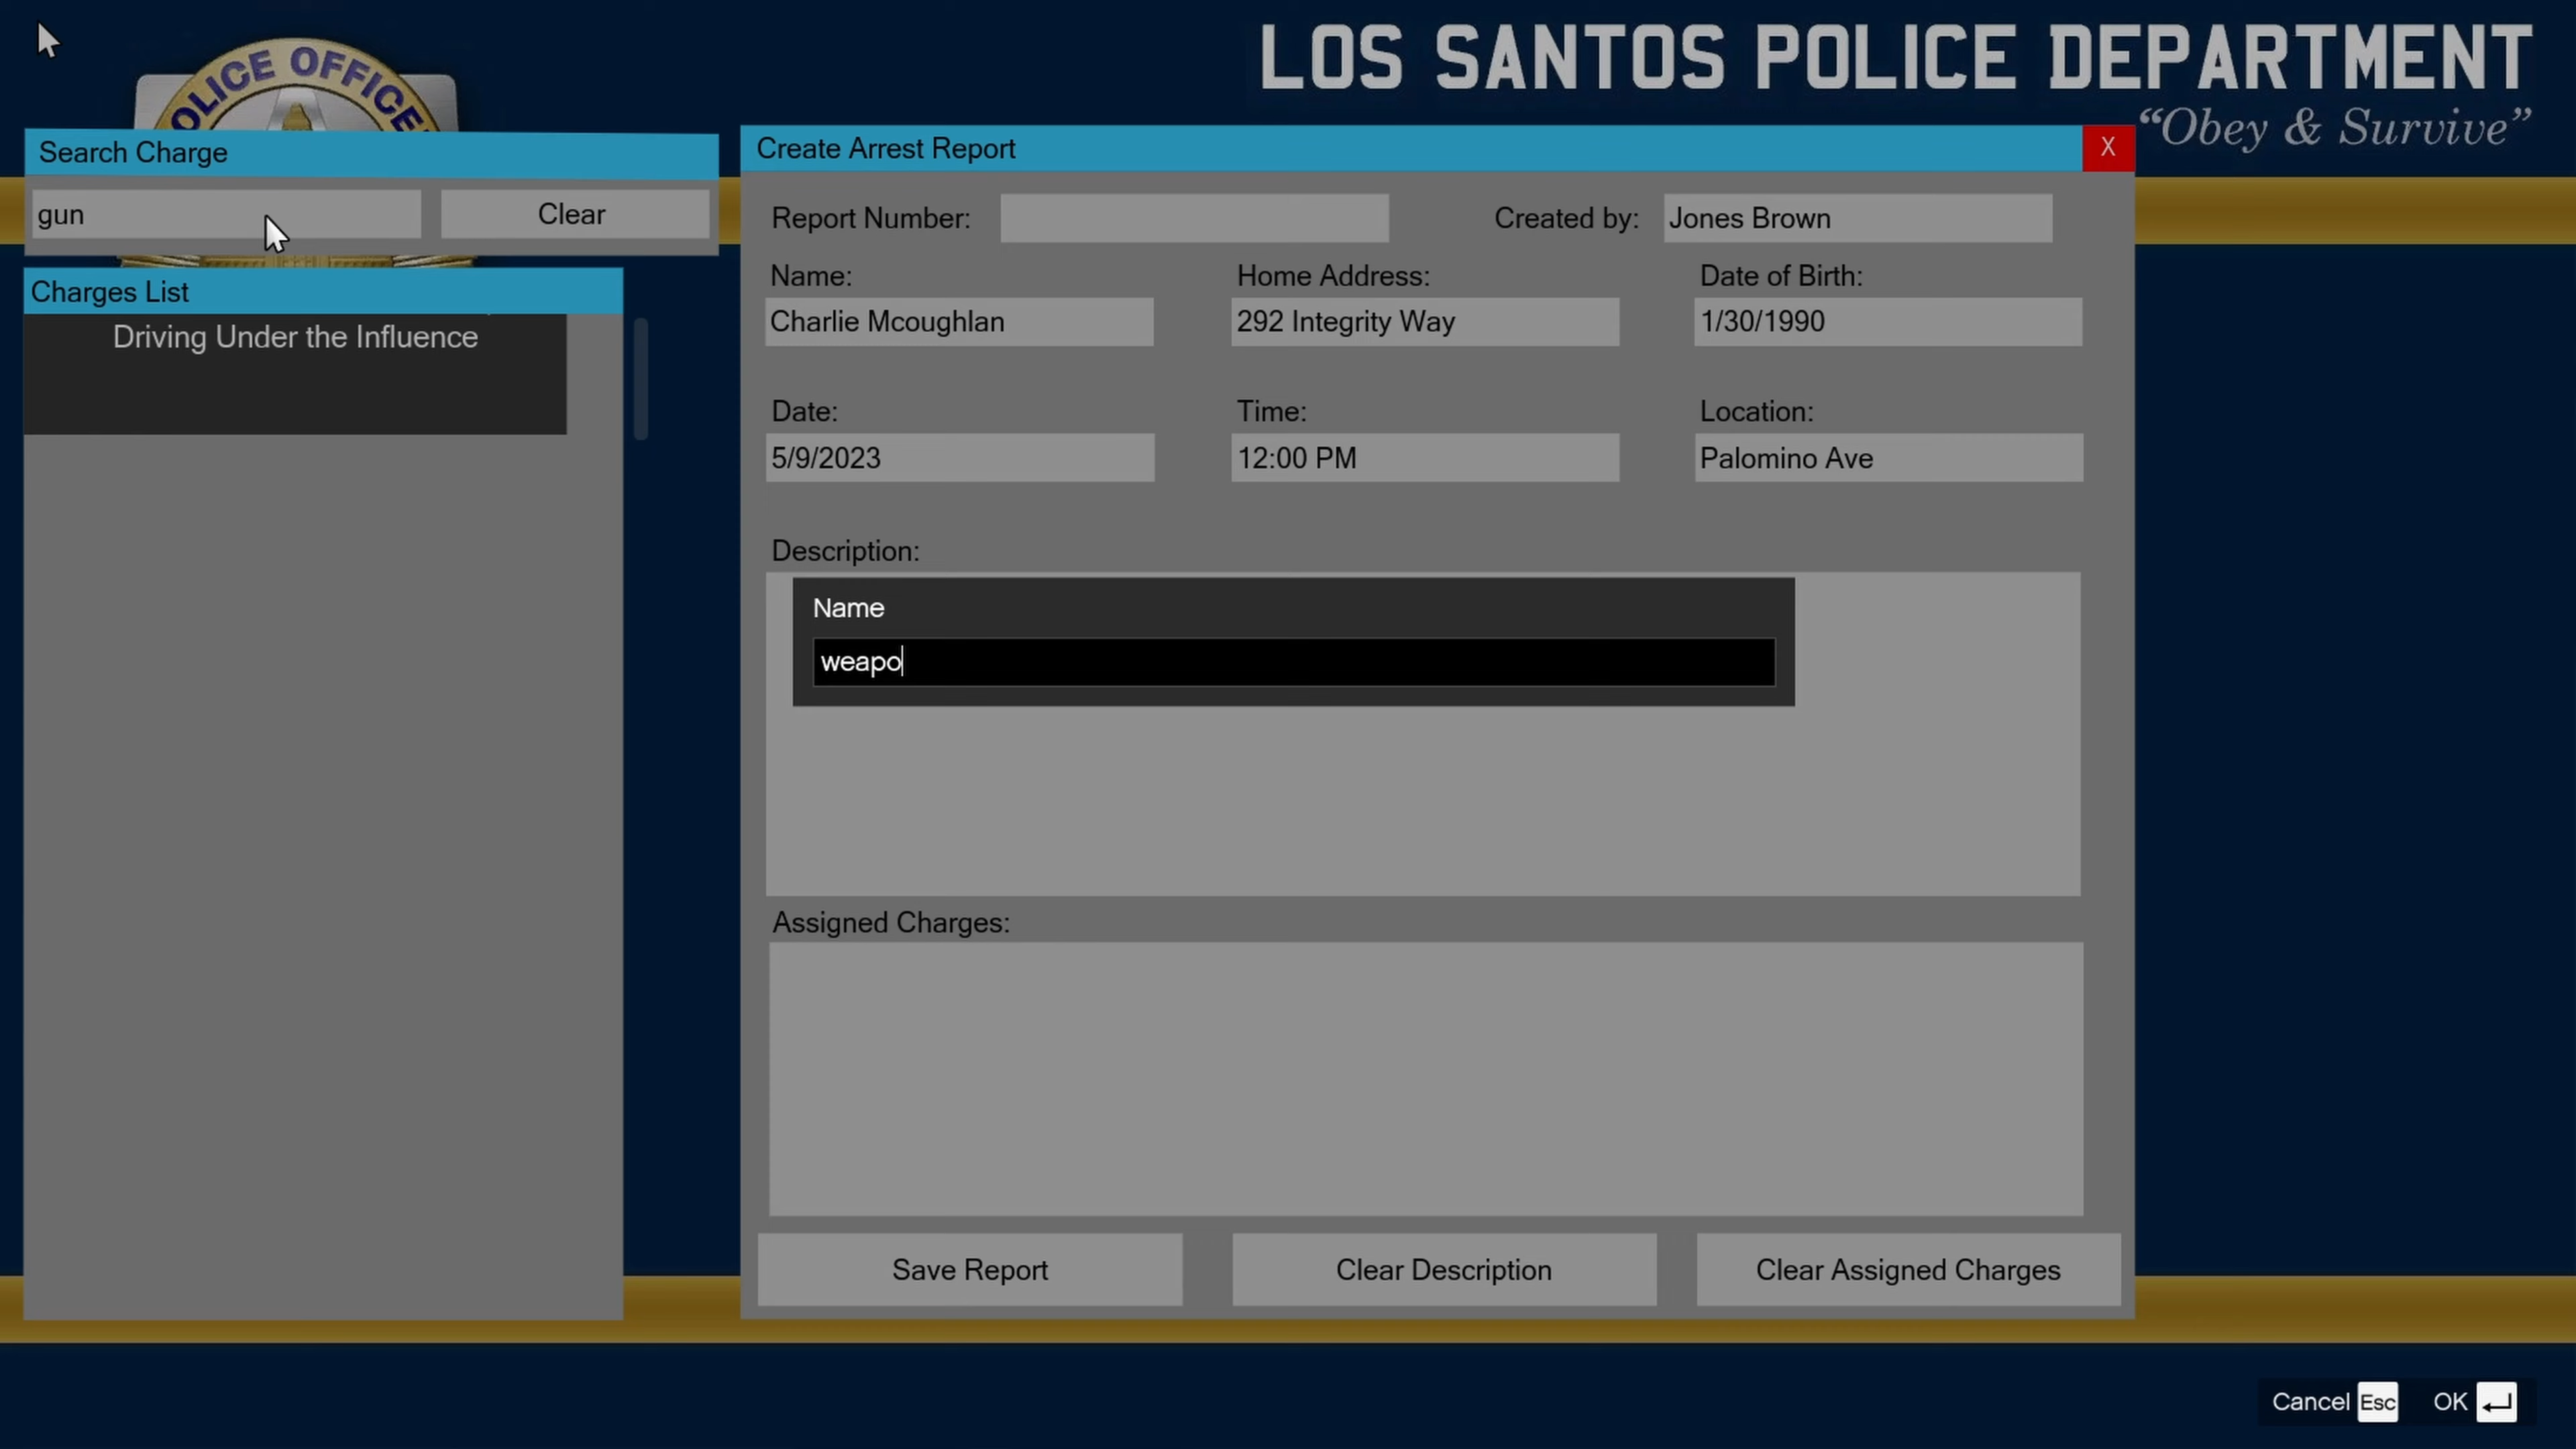 LOS SANTOS POLICE DEPARTMENT
“Obey & Survive”
POLICE OFFICER
Search Charge
gun
Clear
Charges List
Driving Under the Influence
Create Arrest Report
X
Report Number:
Created by: Jones Brown
Name: Home Address: Date of Birth:
Charlie Mcoughlan 292 Integrity Way 1/30/1990
Date: Time: Location:
5/9/2023 12:00 PM Palomino Ave
Description:
Name
weapo
Assigned Charges:
Save Report Clear Description Clear Assigned Charges
Cancel Esc OK